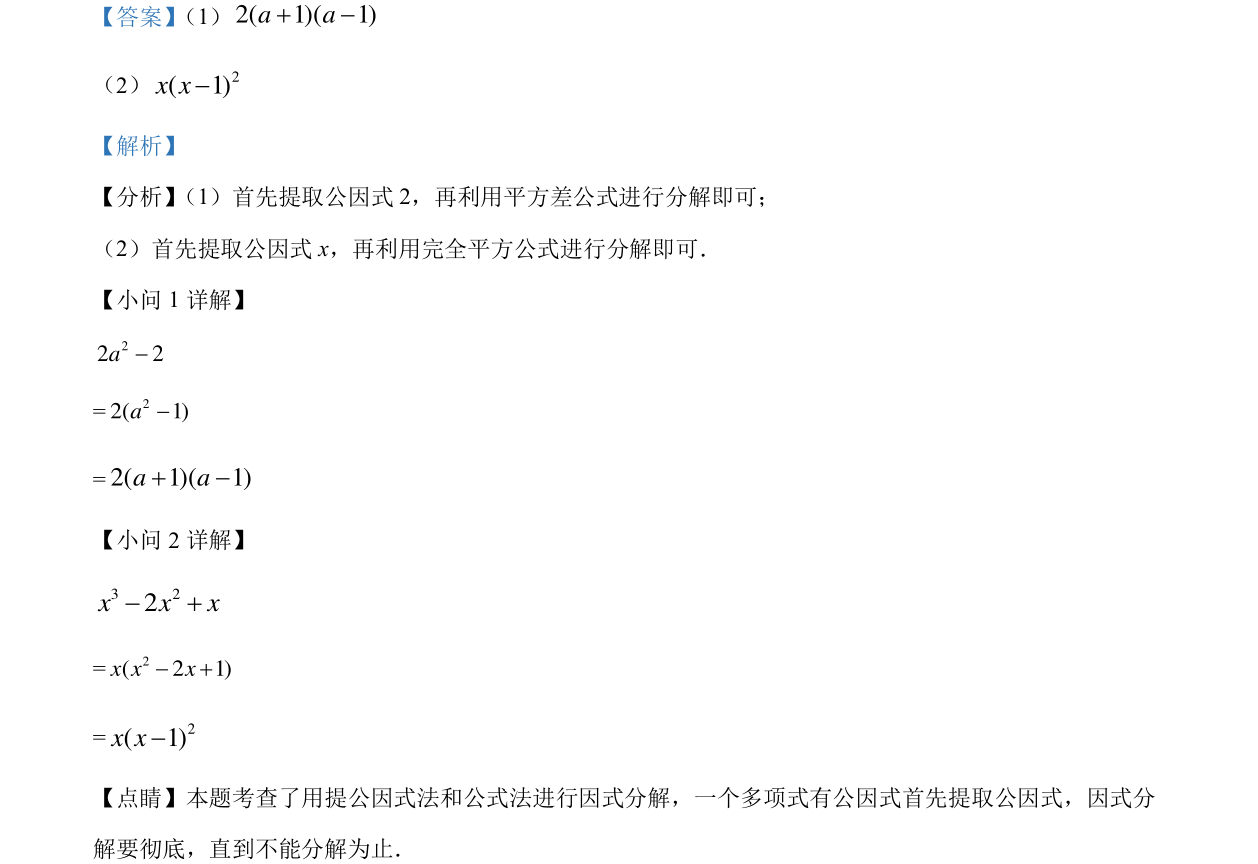 【答案】（1）2(a+1)(a−1)
（2）x(x−1)²
【解析】
【分析】（1）首先提取公因式 2，再利用平方差公式进行分解即可；
（2）首先提取公因式 x，再利用完全平方公式进行分解即可．
【小问 1 详解】
2a²−2
=2(a²−1)
=2(a+1)(a−1)
【小问 2 详解】
x³−2x²+x
=x(x²−2x+1)
=x(x−1)²
【点睛】本题考查了用提公因式法和公式法进行因式分解，一个多项式有公因式首先提取公因式，因式分
解要彻底，直到不能分解为止．